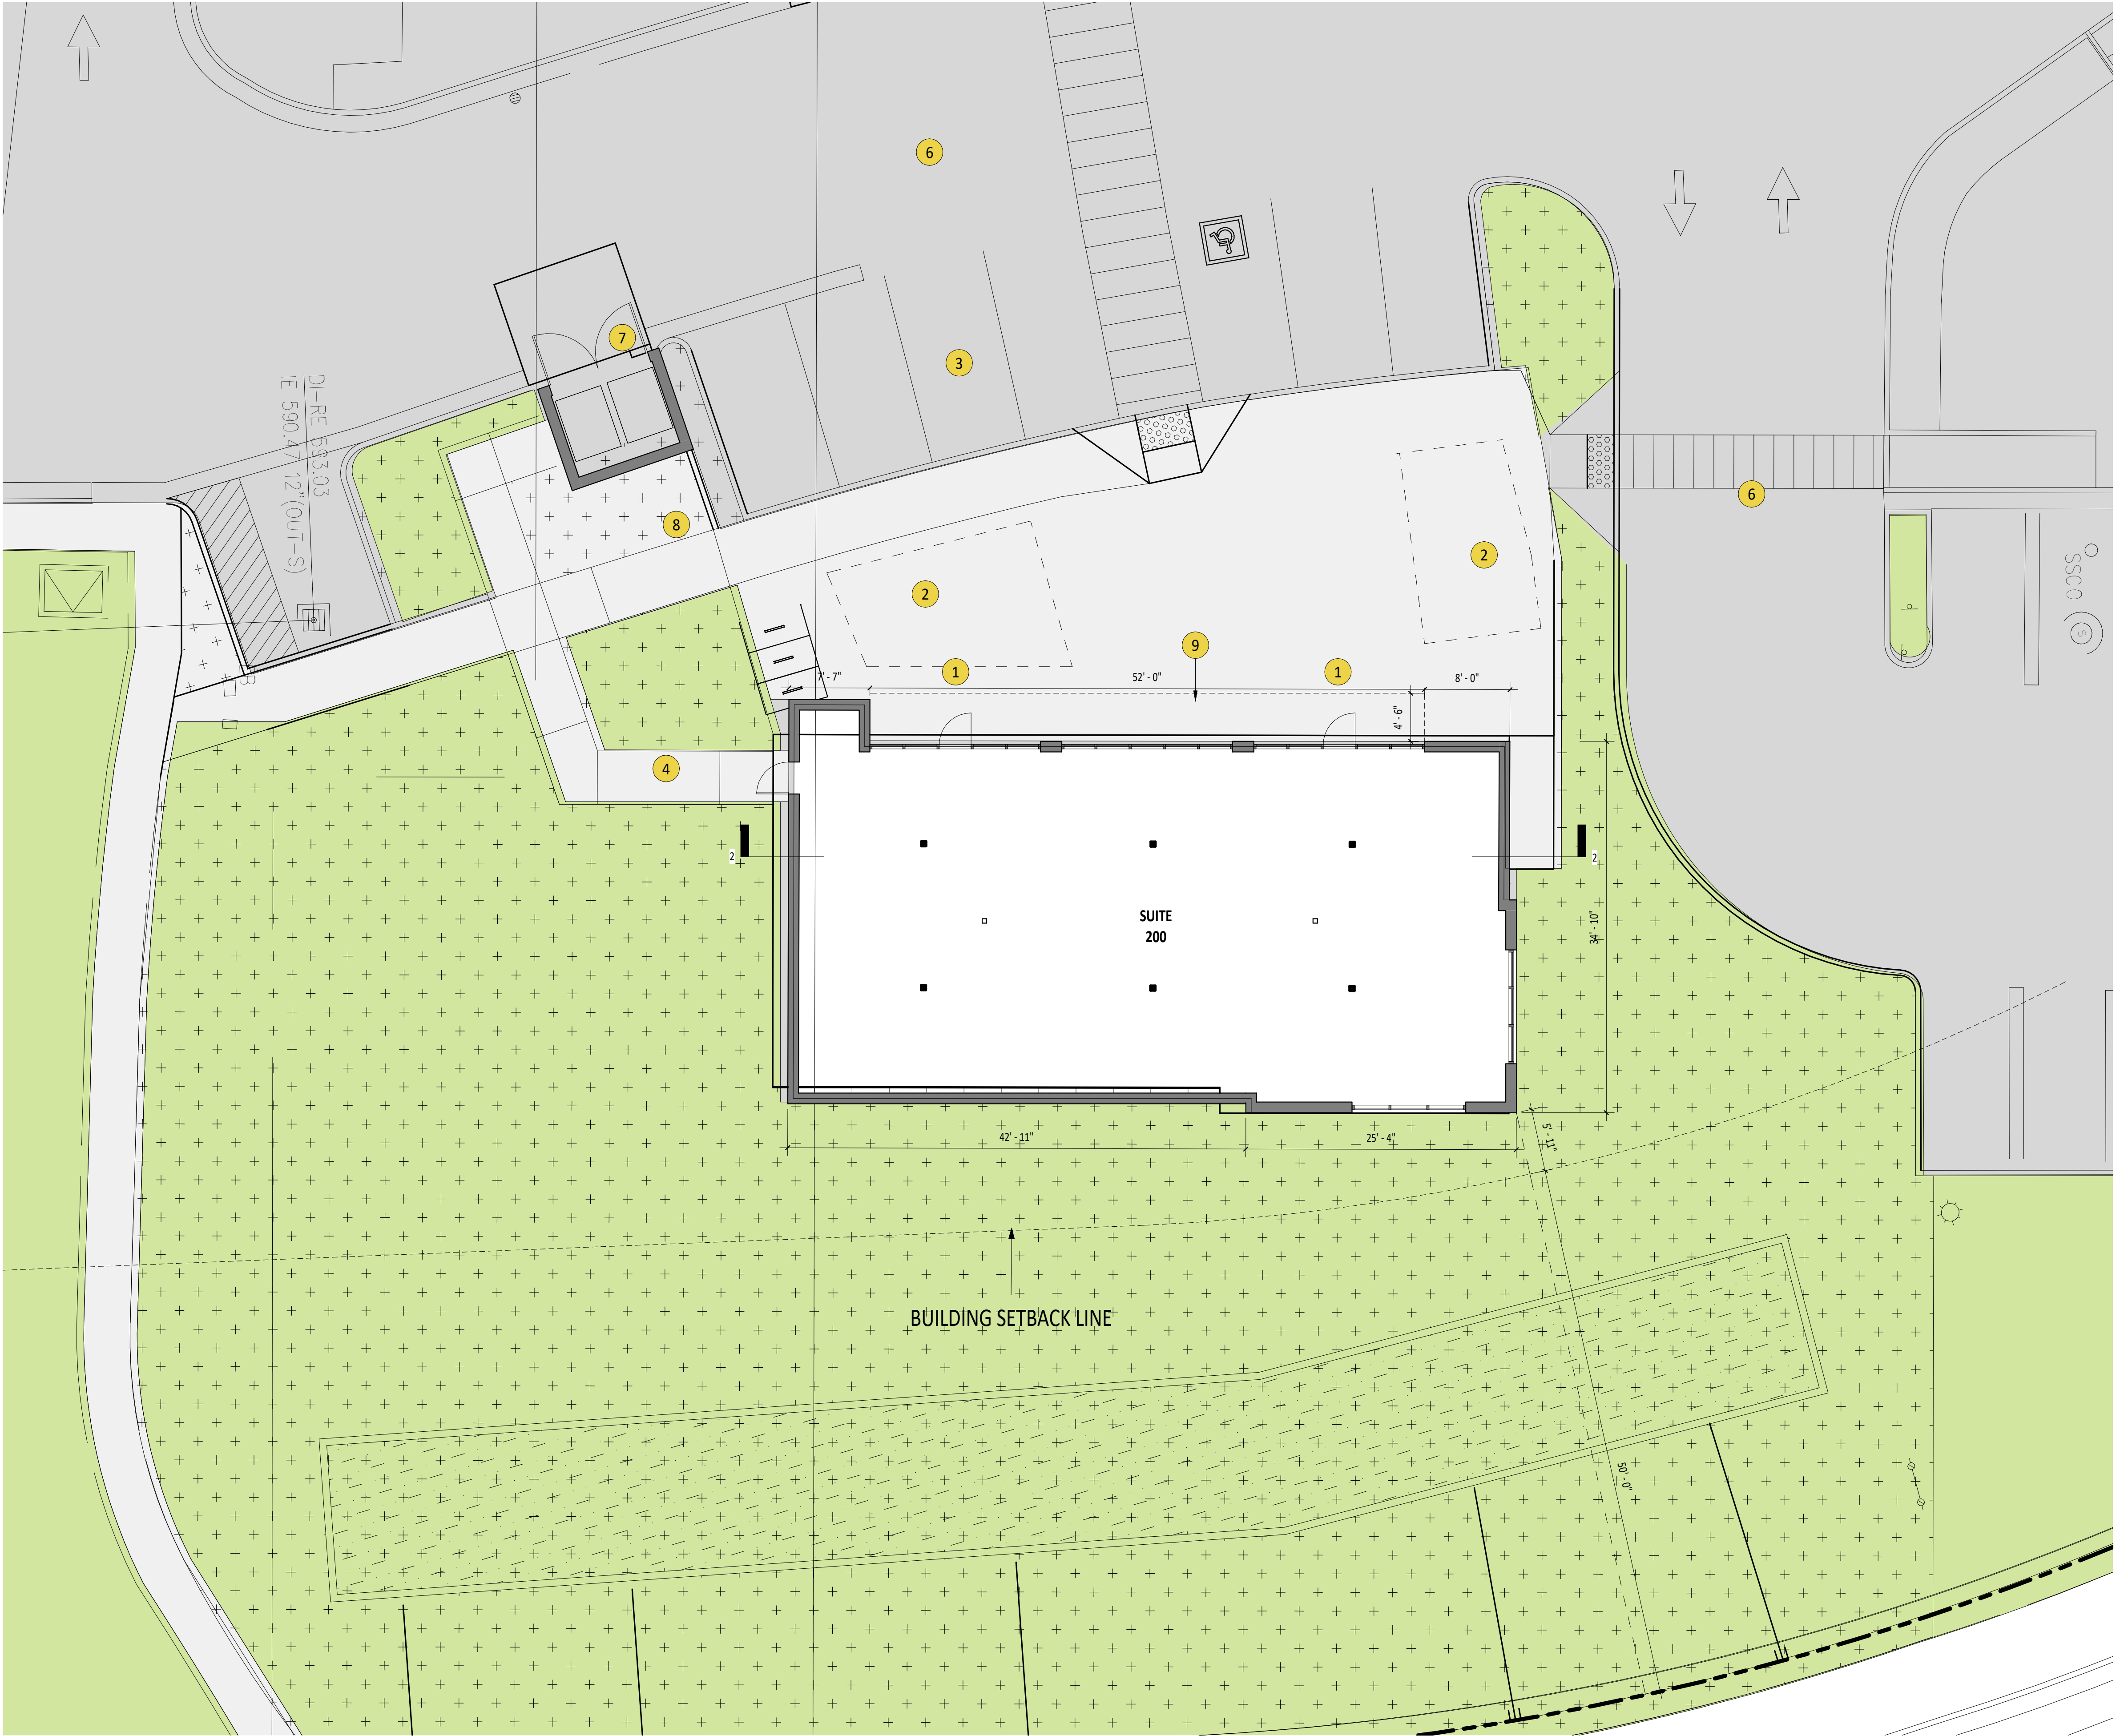 6
7
3
DI-RE 593.03
IE 590.47 12"(OUT-S)
6
8
2
2
SSCO
S
9
1
1
7' - 7"
52' - 0"
8' - 0"
4' - 6"
4
2
2
SUITE
200
34' - 10"
42' - 11"
25' - 4"
5' - 11"
BUILDING SETBACK LINE
50' - 0"